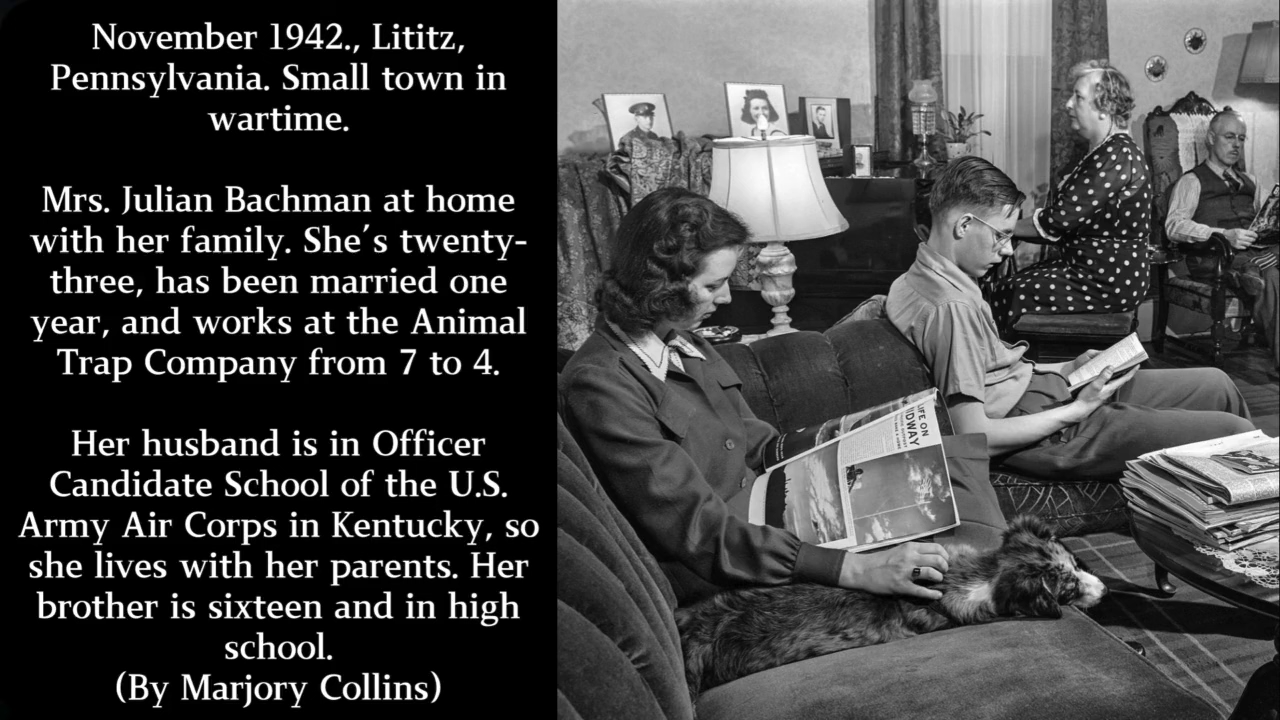 November 1942., Lititz,
Pennsylvania. Small town in
wartime.
Mrs. Julian Bachman at home
with her family. She's twenty-
three, has been married one
year, and works at the Animal
Trap Company from 7 to 4.
Her husband is in Officer
Candidate School of the U.S.
Army Air Corps in Kentucky, so
she lives with her parents. Her
brother is sixteen and in high
school.
(By Marjory Collins)
LIFE ON